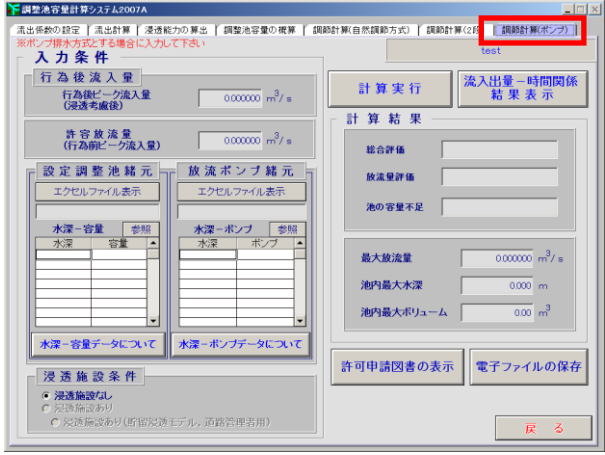 調整池容量計算システム2007A
流出係数の設定 流出計算 浸透能力の算出 調整池容量の概算 調節計算(自然調節方式) 調節計算(2段 調節計算(ポンプ)
※ポンプ排水方式とする場合に入力して下さい
test
入力条件
行為後流入量
行為後ピーク流入量
(浸透考慮後)
0.000000 m3/s
許容放流量
(行為前ピーク流入量)
0.000000 m3/s
設定調整池緒元
エクセルファイル表示
水深－容量 参照
水深 容量
水深－容量データについて
放流ポンプ緒元
エクセルファイル表示
水深－ポンプ 参照
水深 ポンプ
水深－ポンプデータについて
浸透施設条件
浸透施設なし
浸透施設あり
浸透施設あり(貯留浸透モデル，道路管理者用)
計算実行
流入出量－時間関係
結果表示
計算結果
総合評価
放流量評価
池の容量不足
最大放流量 0.000000 m3/s
池内最大水深 0.000 m
池内最大ボリューム 0.00 m3
許可申請図書の表示
電子ファイルの保存
戻る